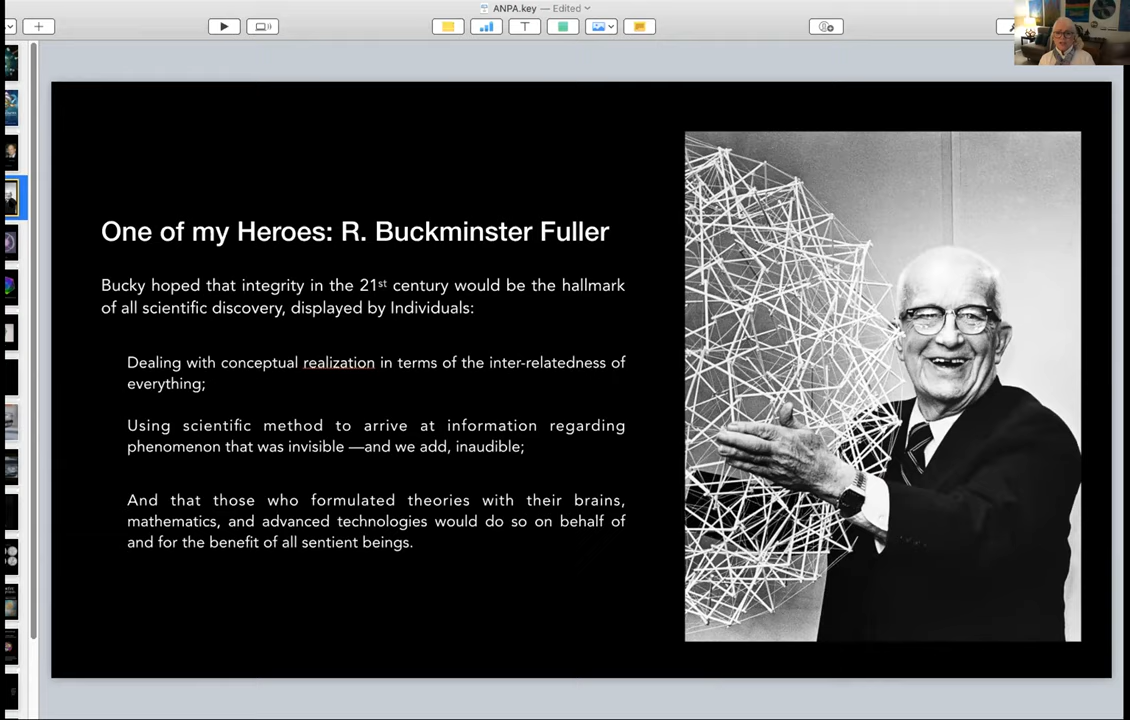 ANPA.key — Edited
One of my Heroes: R. Buckminster Fuller
Bucky hoped that integrity in the 21st century would be the hallmark
of all scientific discovery, displayed by Individuals:
Dealing with conceptual realization in terms of the inter-relatedness of
everything;
Using scientific method to arrive at information regarding
phenomenon that was invisible —and we add, inaudible;
And that those who formulated theories with their brains,
mathematics, and advanced technologies would do so on behalf of
and for the benefit of all sentient beings.